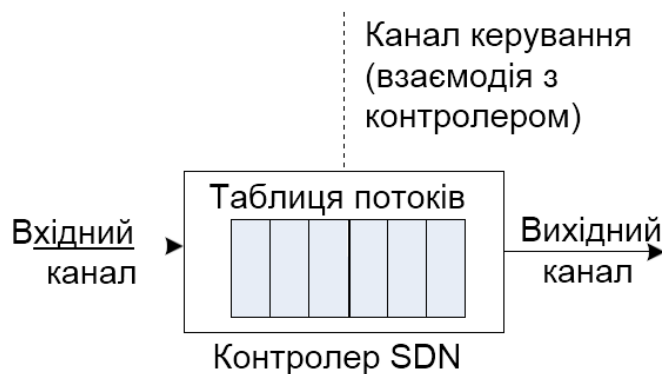 Канал керування
(взаємодія з
контролером)
Таблиця потоків
Вхідний
канал
Вихідний
канал
Контролер SDN